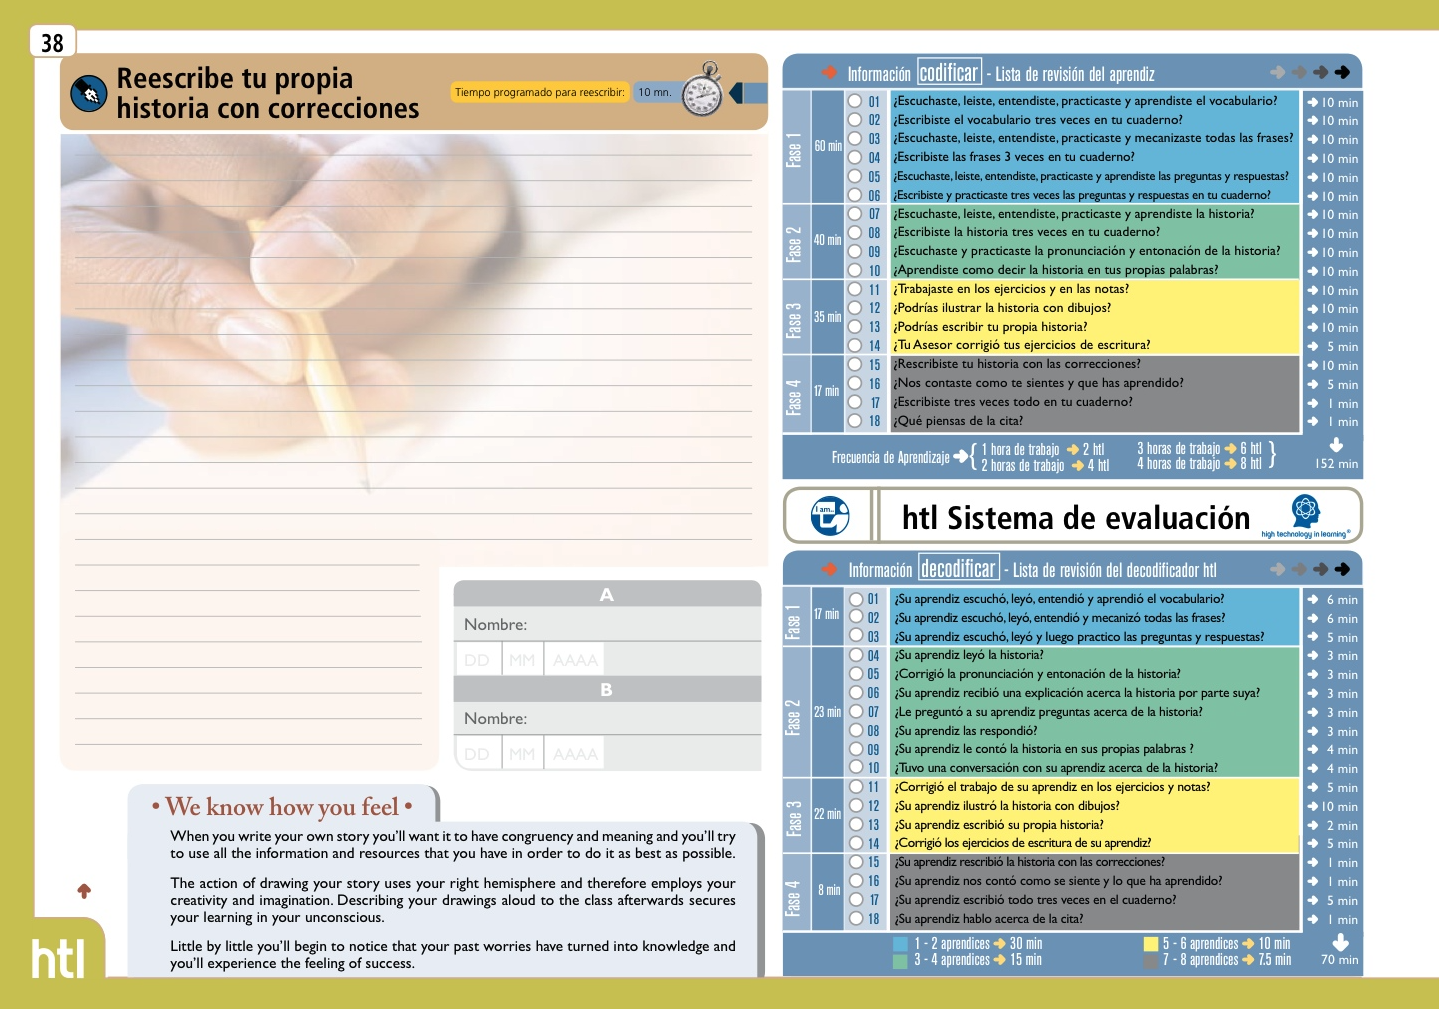 38
Reescribe tu propia
historia con correcciones
Tiempo programado para reescribir:
10 mn.
A
Nombre:
DD MM AAAA
B
Nombre:
DD MM AAAA
• We know how you feel •
When you write your own story you'll want it to have congruency and meaning and you'll try
to use all the information and resources that you have in order to do it as best as possible.
The action of drawing your story uses your right hemisphere and therefore employs your
creativity and imagination. Describing your drawings aloud to the class afterwards secures
your learning in your unconscious.
Little by little you'll begin to notice that your past worries have turned into knowledge and
you'll experience the feeling of success.
htl
Información codificar - Lista de revisión del aprendiz
Fase 1
60 min
01 ¿Escuchaste, leiste, entendiste, practicaste y aprendiste el vocabulario? 10 min
02 ¿Escribiste el vocabulario tres veces en tu cuaderno? 10 min
03 ¿Escuchaste, leiste, entendiste, practicaste y mecanizaste todas las frases? 10 min
04 ¿Escribiste las frases 3 veces en tu cuaderno? 10 min
05 ¿Escuchaste, leiste, entendiste, practicaste y aprendiste las preguntas y respuestas? 10 min
06 ¿Escribiste y practicaste tres veces las preguntas y respuestas en tu cuaderno? 10 min
Fase 2
40 min
07 ¿Escuchaste, leiste, entendiste, practicaste y aprendiste la historia? 10 min
08 ¿Escribiste la historia tres veces en tu cuaderno? 10 min
09 ¿Escuchaste y practicaste la pronunciación y entonación de la historia? 10 min
10 ¿Aprendiste como decir la historia en tus propias palabras? 10 min
Fase 3
35 min
11 ¿Trabajaste en los ejercicios y en las notas? 10 min
12 ¿Podrías ilustrar la historia con dibujos? 10 min
13 ¿Podrías escribir tu propia historia? 10 min
14 ¿Tu Asesor corrigió tus ejercicios de escritura? 5 min
Fase 4
17 min
15 ¿Rescribiste tu historia con las correcciones? 10 min
16 ¿Nos contaste como te sientes y que has aprendido? 5 min
17 ¿Escribiste tres veces todo en tu cuaderno? 1 min
18 ¿Qué piensas de la cita? 1 min
Frecuencia de Aprendizaje { 1 hora de trabajo 2 htl 3 horas de trabajo 6 htl }
2 horas de trabajo 4 htl 4 horas de trabajo 8 htl
152 min
I am..
htl Sistema de evaluación
high technology in learning®
Información decodificar - Lista de revisión del decodificador htl
Fase 1
17 min
01 ¿Su aprendiz escuchó, leyó, entendió y aprendió el vocabulario? 6 min
02 ¿Su aprendiz escuchó, leyó, entendió y mecanizó todas las frases? 6 min
03 ¿Su aprendiz escuchó, leyó y luego practico las preguntas y respuestas? 5 min
Fase 2
23 min
04 ¿Su aprendiz leyó la historia? 3 min
05 ¿Corrigió la pronunciación y entonación de la historia? 3 min
06 ¿Su aprendiz recibió una explicación acerca la historia por parte suya? 3 min
07 ¿Le preguntó a su aprendiz preguntas acerca de la historia? 3 min
08 ¿Su aprendiz las respondió? 3 min
09 ¿Su aprendiz le contó la historia en sus propias palabras ? 4 min
10 ¿Tuvo una conversación con su aprendiz acerca de la historia? 4 min
Fase 3
22 min
11 ¿Corrigió el trabajo de su aprendiz en los ejercicios y notas? 5 min
12 ¿Su aprendiz ilustró la historia con dibujos? 10 min
13 ¿Su aprendiz escribió su propia historia? 2 min
14 ¿Corrigió los ejercicios de escritura de su aprendiz? 5 min
Fase 4
8 min
15 ¿Su aprendiz rescribió la historia con las correcciones? 1 min
16 ¿Su aprendiz nos contó como se siente y lo que ha aprendido? 1 min
17 ¿Su aprendiz escribió todo tres veces en el cuaderno? 5 min
18 ¿Su aprendiz hablo acerca de la cita? 1 min
1 - 2 aprendices 30 min 5 - 6 aprendices 10 min
3 - 4 aprendices 15 min 7 - 8 aprendices 7.5 min
70 min